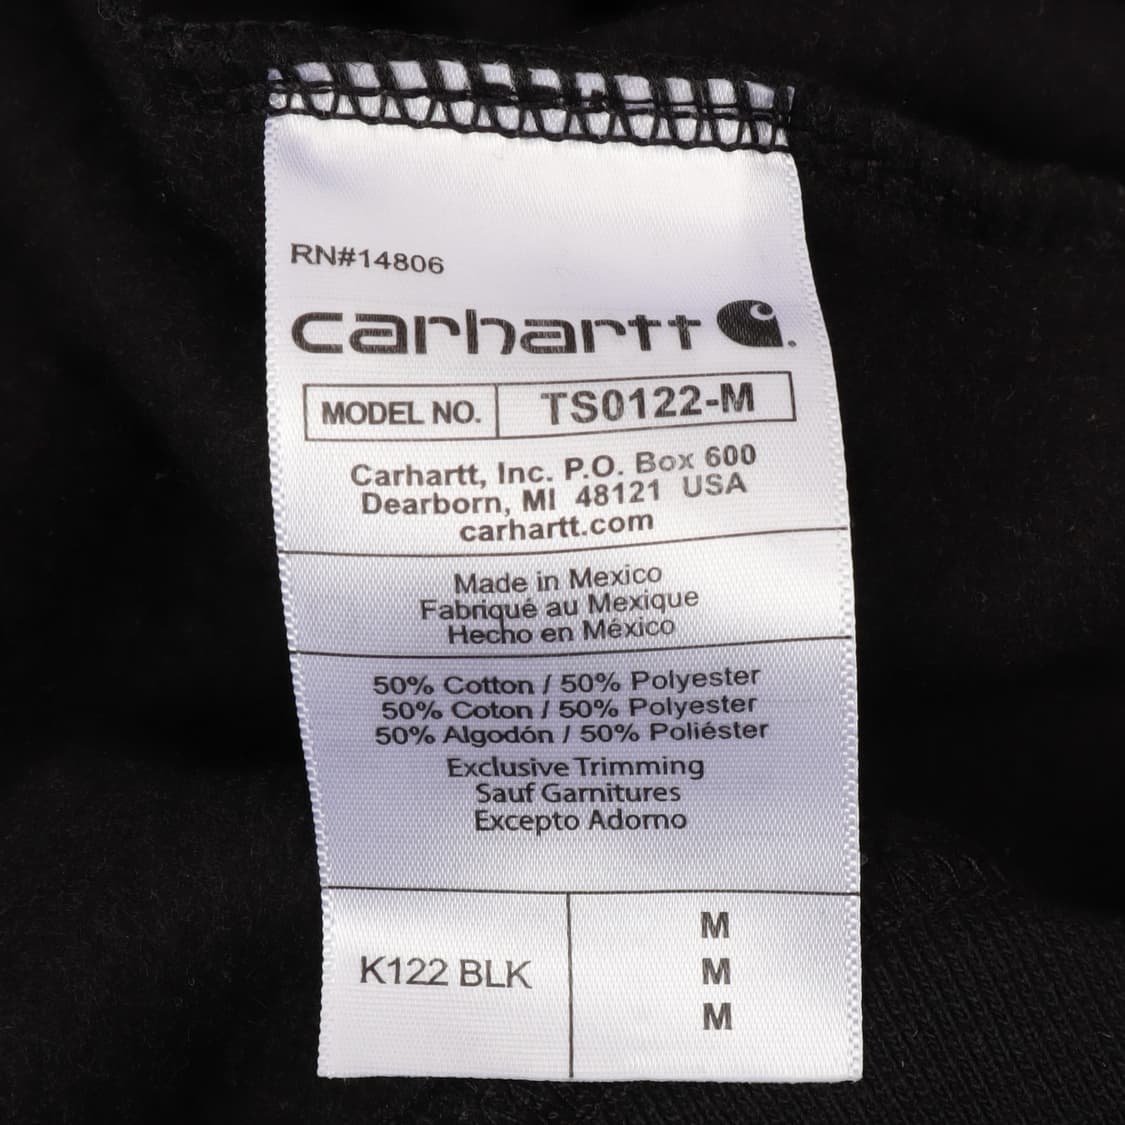 RN#14806
carhartt
MODEL NO. TS0122-M
Carhartt, Inc. P.O. Box 600
Dearborn, MI 48121 USA
carhartt.com
Made in Mexico
Fabriqué au Mexique
Hecho en México
50% Cotton / 50% Polyester
50% Coton / 50% Polyester
50% Algodón / 50% Poliéster
Exclusive Trimming
Sauf Garnitures
Excepto Adorno
K122 BLK
M
M
M